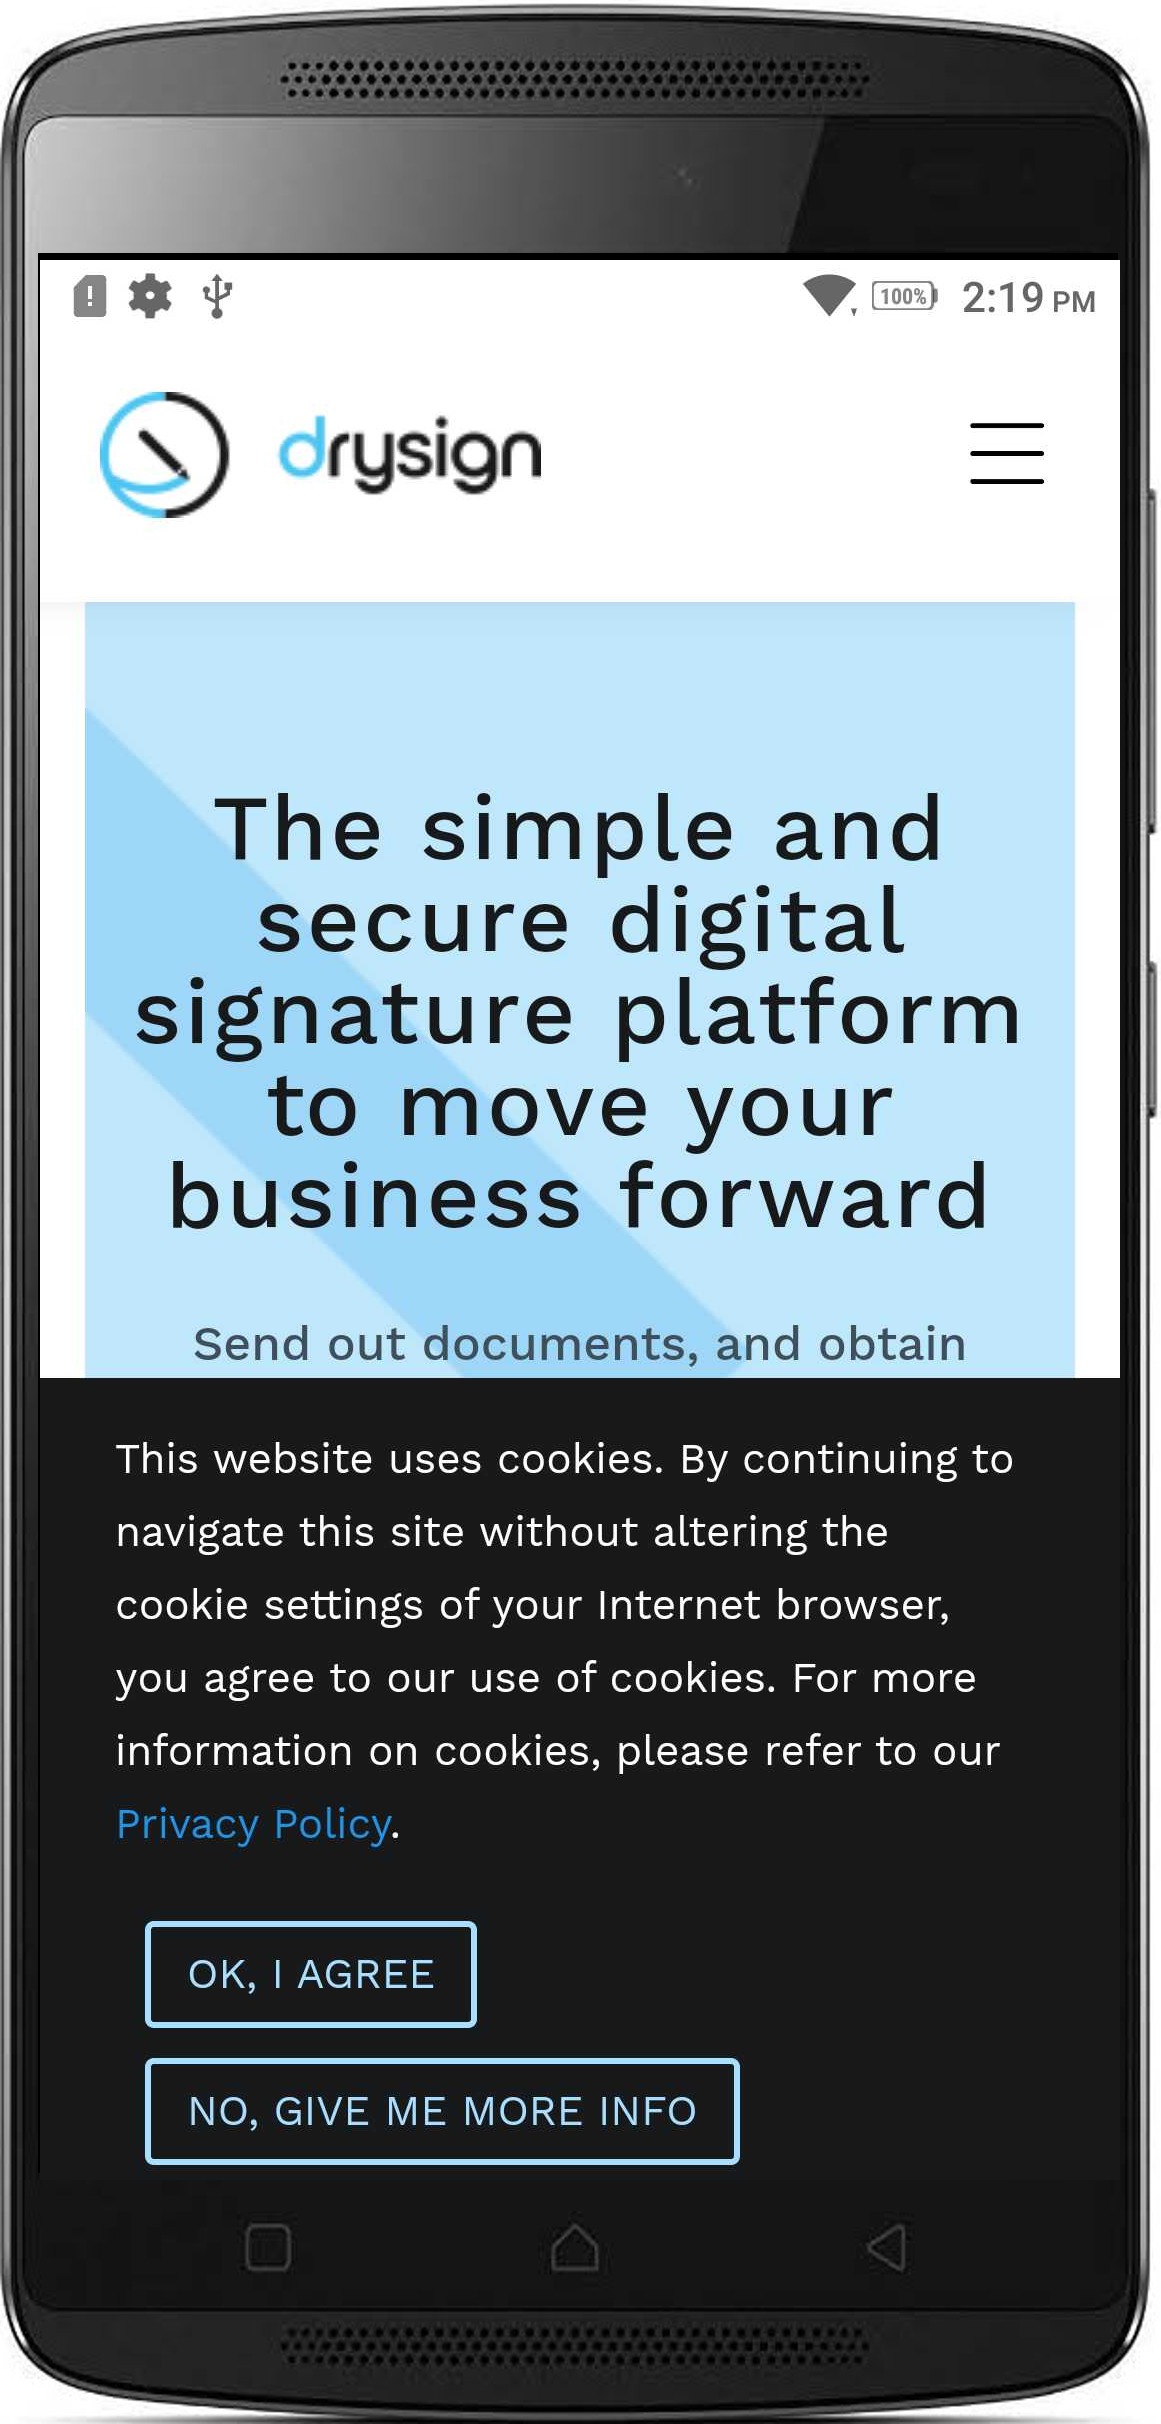 100%
2:19 PM
drysign
The simple and
secure digital
signature platform
to move your
business forward
Send out documents, and obtain
This website uses cookies. By continuing to
navigate this site without altering the
cookie settings of your Internet browser,
you agree to our use of cookies. For more
information on cookies, please refer to our
Privacy Policy.
OK, I AGREE
NO, GIVE ME MORE INFO